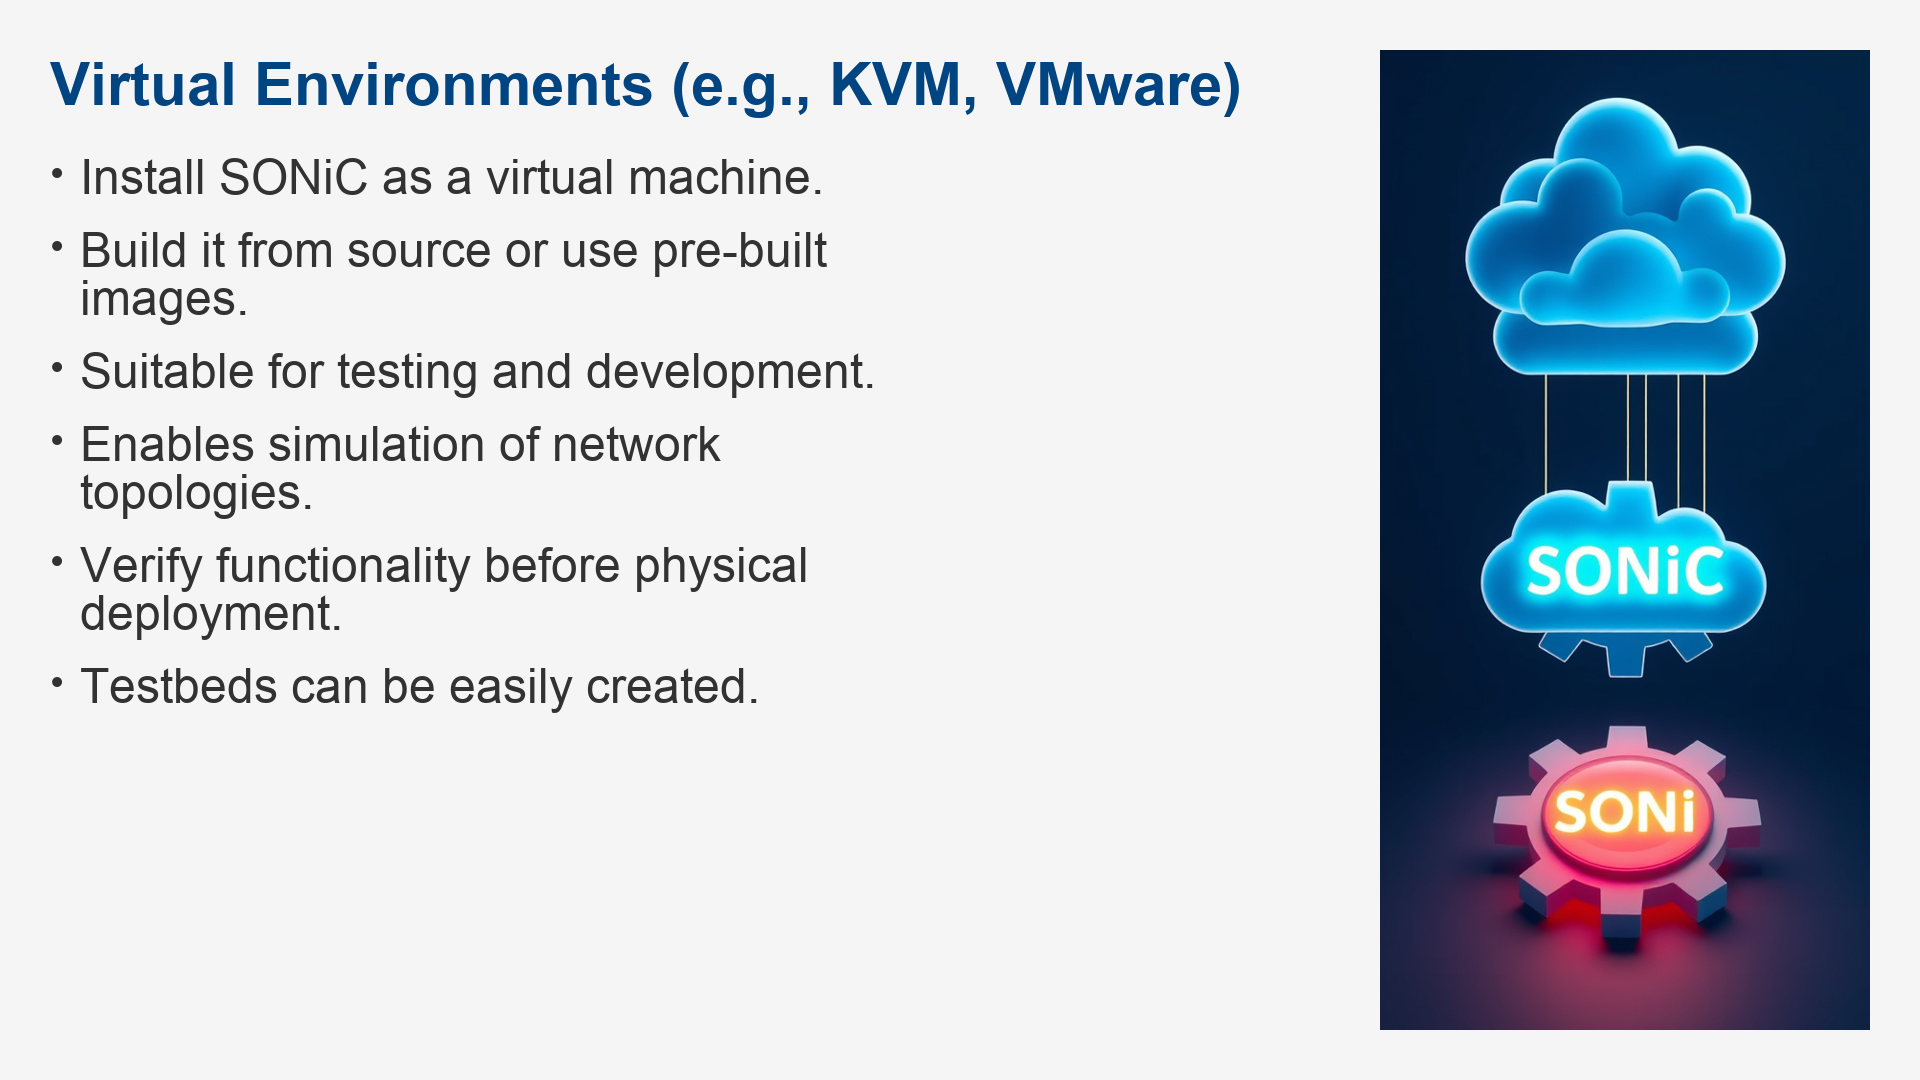 Virtual Environments (e.g., KVM, VMware)
• Install SONiC as a virtual machine.
• Build it from source or use pre-built
images.
• Suitable for testing and development.
• Enables simulation of network
topologies.
• Verify functionality before physical
deployment.
• Testbeds can be easily created.
SONiC
SONi